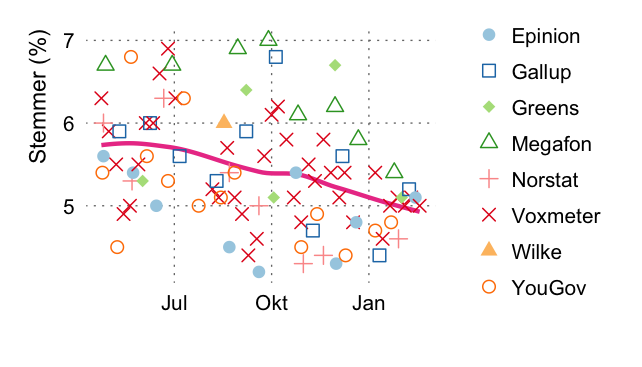 Stemmer (%)
7
6
5
Jul
Okt
Jan
Epinion
Gallup
Greens
Megafon
Norstat
Voxmeter
Wilke
YouGov